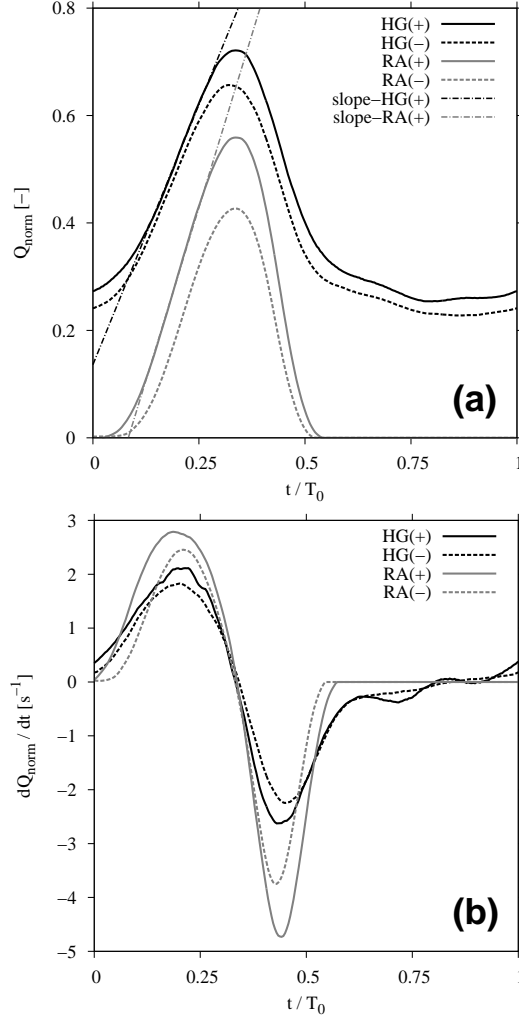 0.8
0.6
0.4
0.2
0
Q_norm [−]
HG(+)
HG(−)
RA(+)
RA(−)
slope−HG(+)
slope−RA(+)
(a)
0 0.25 0.5 0.75 1
t / T_0
3
2
1
0
−1
−2
−3
−4
−5
dQ_norm / dt [s^−1]
HG(+)
HG(−)
RA(+)
RA(−)
(b)
0 0.25 0.5 0.75 1
t / T_0